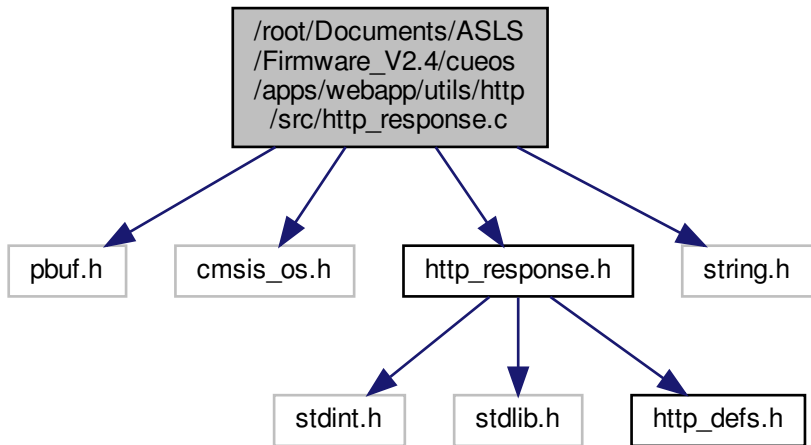 /root/Documents/ASLS
/Firmware_V2.4/cueos
/apps/webapp/utils/http
/src/http_response.c
pbuf.h
cmsis_os.h
http_response.h
string.h
stdint.h
stdlib.h
http_defs.h